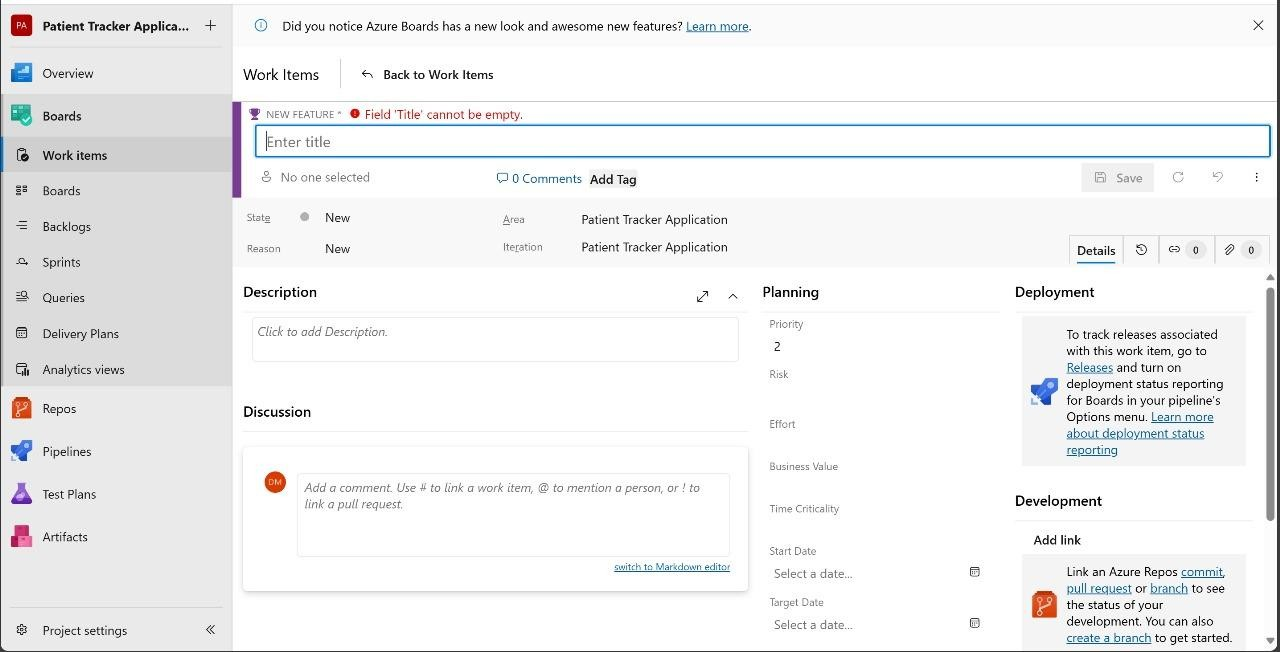 PA Patient Tracker Applica... +
Did you notice Azure Boards has a new look and awesome new features? Learn more.
Overview
Boards
Work items
Boards
Backlogs
Sprints
Queries
Delivery Plans
Analytics views
Repos
Pipelines
Test Plans
Artifacts
Project settings
Work Items
Back to Work Items
NEW FEATURE * Field 'Title' cannot be empty.
Enter title
No one selected
0 Comments Add Tag
Save
State New
Area Patient Tracker Application
Reason New
Iteration Patient Tracker Application
Details 0 0
Description
Click to add Description.
Discussion
DM
Add a comment. Use # to link a work item, @ to mention a person, or ! to
link a pull request.
switch to Markdown editor
Planning
Priority
2
Risk
Effort
Business Value
Time Criticality
Start Date
Select a date...
Target Date
Select a date...
Deployment
To track releases associated
with this work item, go to
Releases and turn on
deployment status reporting
for Boards in your pipeline's
Options menu. Learn more
about deployment status
reporting
Development
Add link
Link an Azure Repos commit,
pull request or branch to see
the status of your
development. You can also
create a branch to get started.